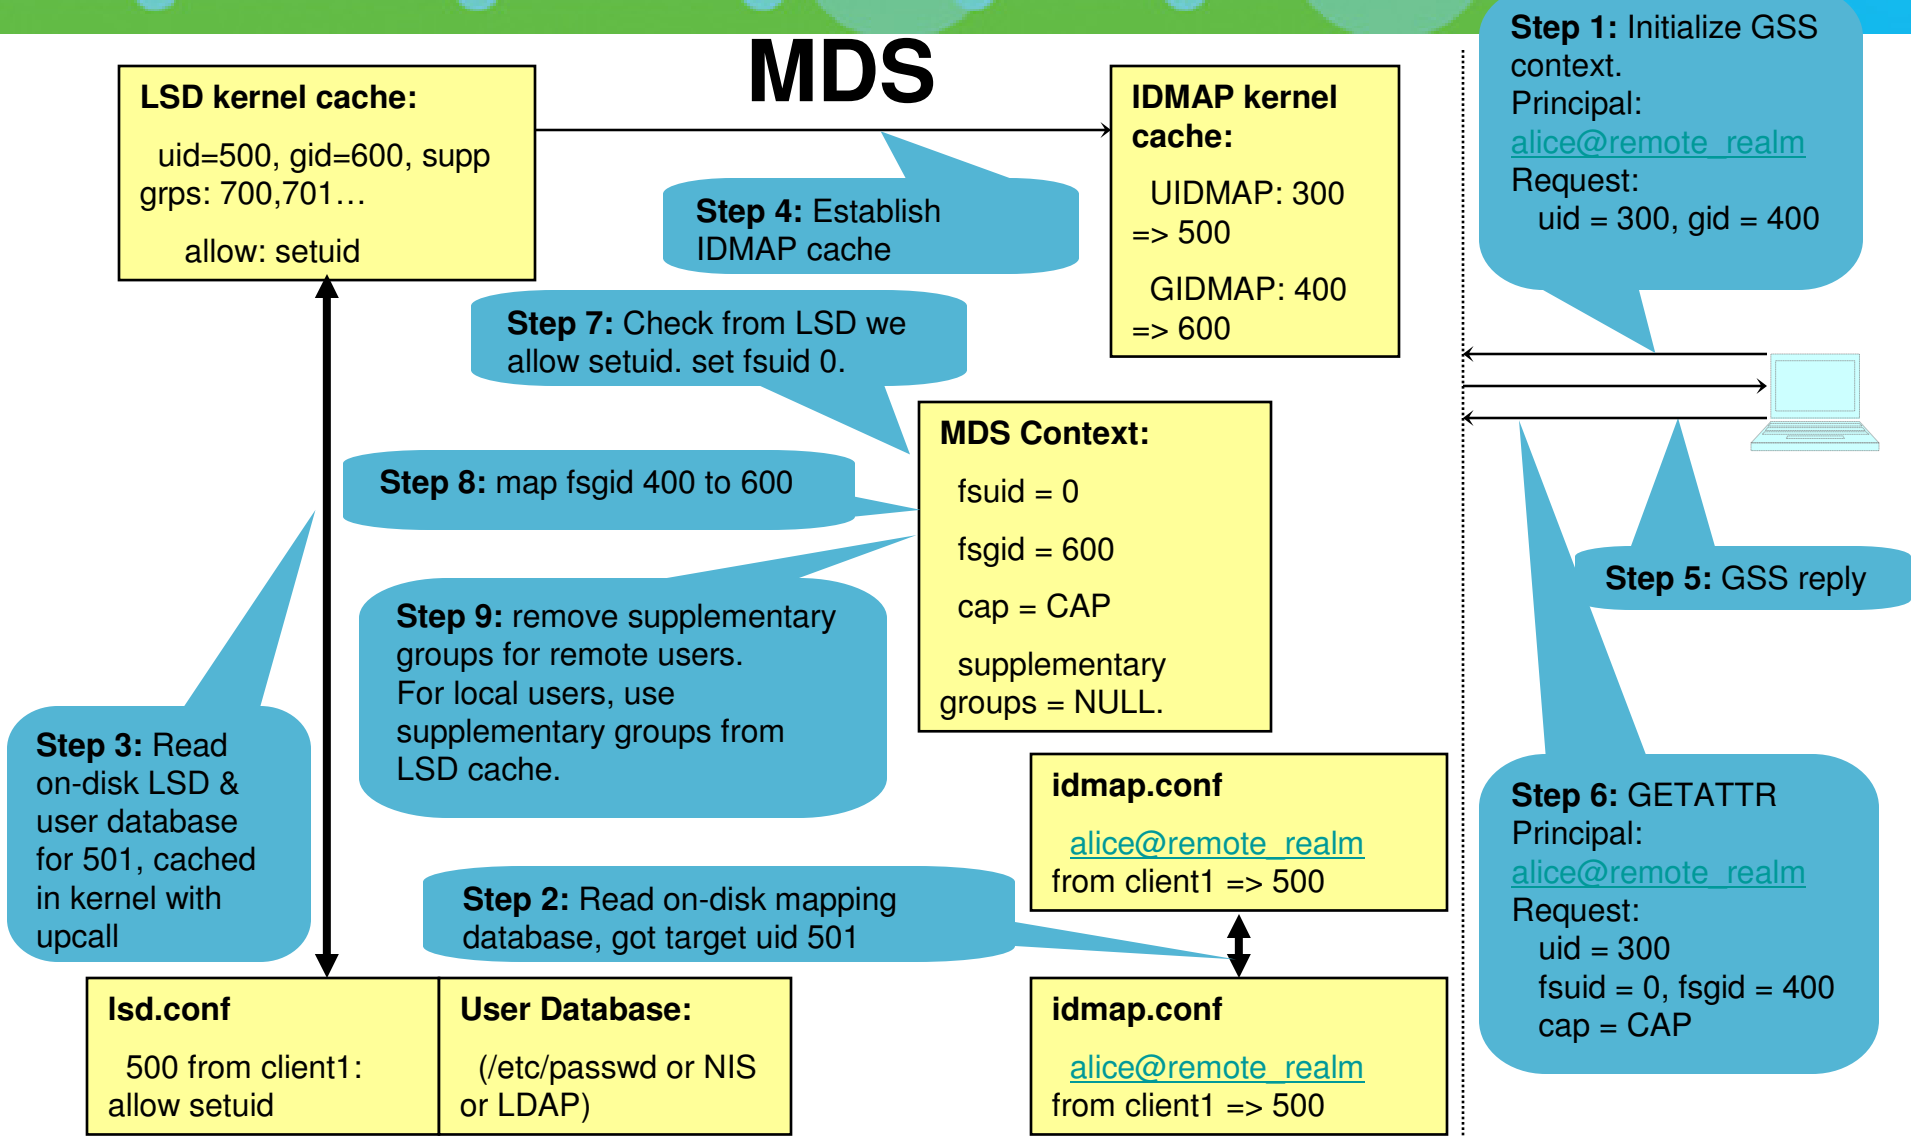 MDS
LSD kernel cache:
uid=500, gid=600, supp
grps: 700,701…
allow: setuid
IDMAP kernel
cache:
UIDMAP: 300
=> 500
GIDMAP: 400
=> 600
Step 1: Initialize GSS
context.
Principal:
alice@remote_realm
Request:
uid = 300, gid = 400
Step 4: Establish
IDMAP cache
Step 7: Check from LSD we
allow setuid. set fsuid 0.
MDS Context:
fsuid = 0
fsgid = 600
cap = CAP
supplementary
groups = NULL.
Step 8: map fsgid 400 to 600
Step 5: GSS reply
Step 9: remove supplementary
groups for remote users.
For local users, use
supplementary groups from
LSD cache.
Step 3: Read
on-disk LSD &
user database
for 501, cached
in kernel with
upcall
idmap.conf
alice@remote_realm
from client1 => 500
Step 6: GETATTR
Principal:
alice@remote_realm
Request:
uid = 300
fsuid = 0, fsgid = 400
cap = CAP
Step 2: Read on-disk mapping
database, got target uid 501
lsd.conf
500 from client1:
allow setuid
User Database:
(/etc/passwd or NIS
or LDAP)
idmap.conf
alice@remote_realm
from client1 => 500